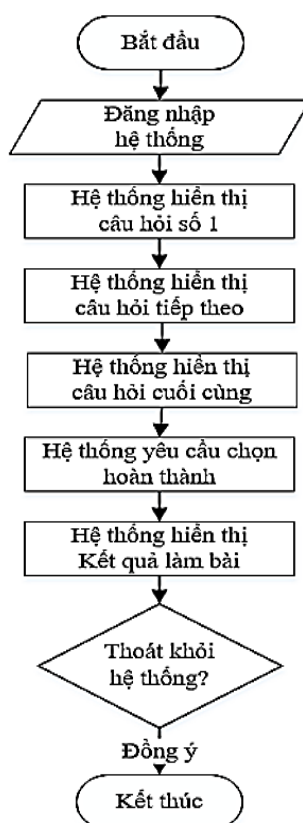 Bắt đầu
Đăng nhập
hệ thống
Hệ thống hiển thị
câu hỏi số 1
Hệ thống hiển thị
câu hỏi tiếp theo
Hệ thống hiển thị
câu hỏi cuối cùng
Hệ thống yêu cầu chọn
hoàn thành
Hệ thống hiển thị
Kết quả làm bài
Thoát khỏi
hệ thống?
Đồng ý
Kết thúc